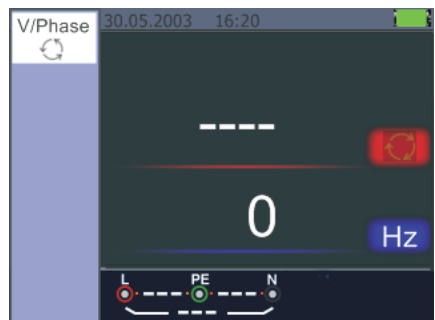 V/Phase
30.05.2003 16:20
----
0
Hz
L PE N
--- ---
---